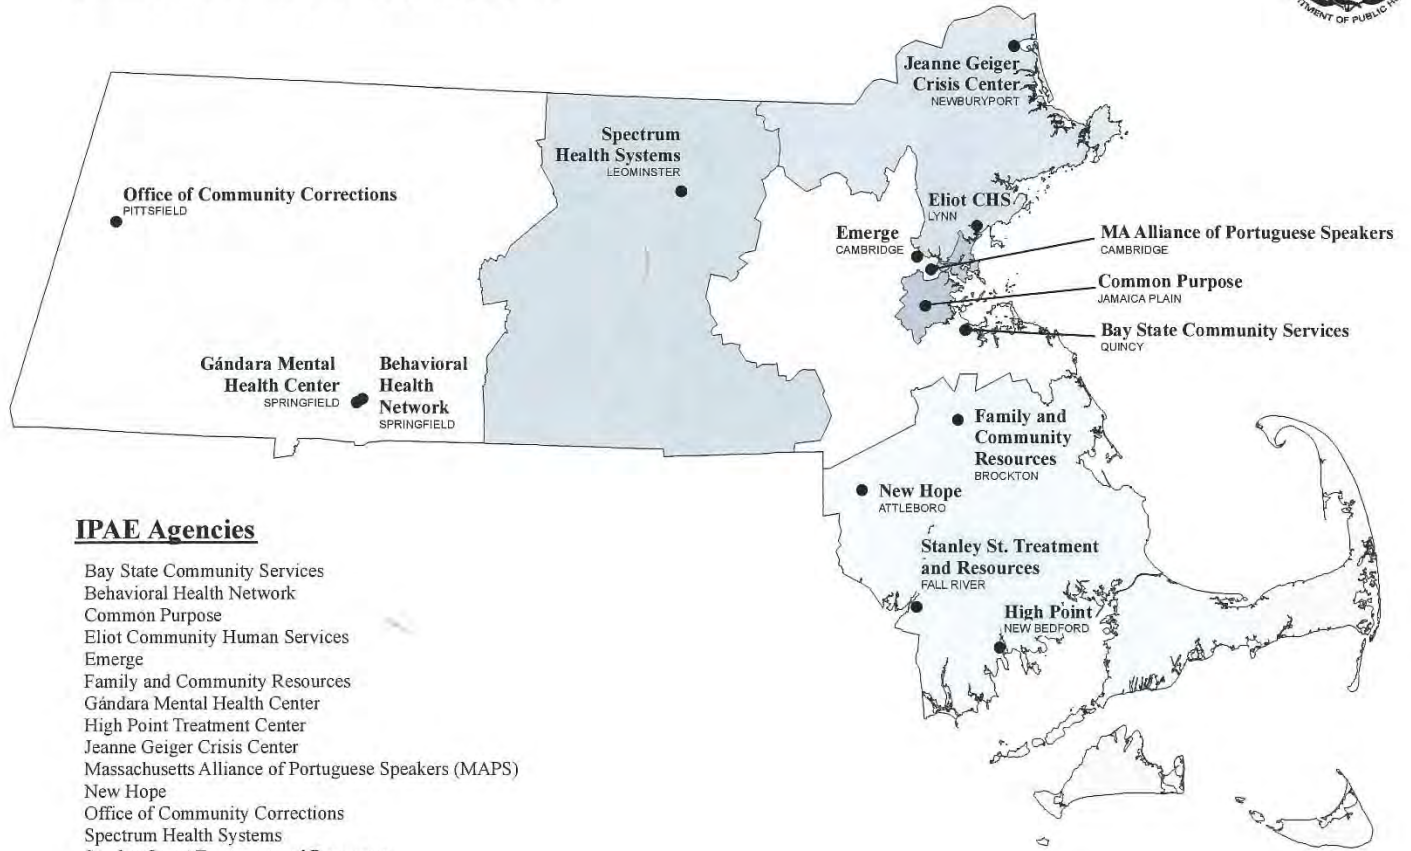 MENT OF PUBLIC
Jeanne Geiger
Crisis Center
NEWBURYPORT
Spectrum
Health Systems
LEOMINSTER
Office of Community Corrections
PITTSFIELD
Eliot CHS
LYNN
Emerge
CAMBRIDGE
MA Alliance of Portuguese Speakers
CAMBRIDGE
Common Purpose
JAMAICA PLAIN
Bay State Community Services
QUINCY
Gándara Mental
Health Center
SPRINGFIELD
Behavioral
Health
Network
SPRINGFIELD
Family and
Community
Resources
BROCKTON
New Hope
ATTLEBORO
Stanley St. Treatment
and Resources
FALL RIVER
High Point
NEW BEDFORD
IPAE Agencies
Bay State Community Services
Behavioral Health Network
Common Purpose
Eliot Community Human Services
Emerge
Family and Community Resources
Gándara Mental Health Center
High Point Treatment Center
Jeanne Geiger Crisis Center
Massachusetts Alliance of Portuguese Speakers (MAPS)
New Hope
Office of Community Corrections
Spectrum Health Systems